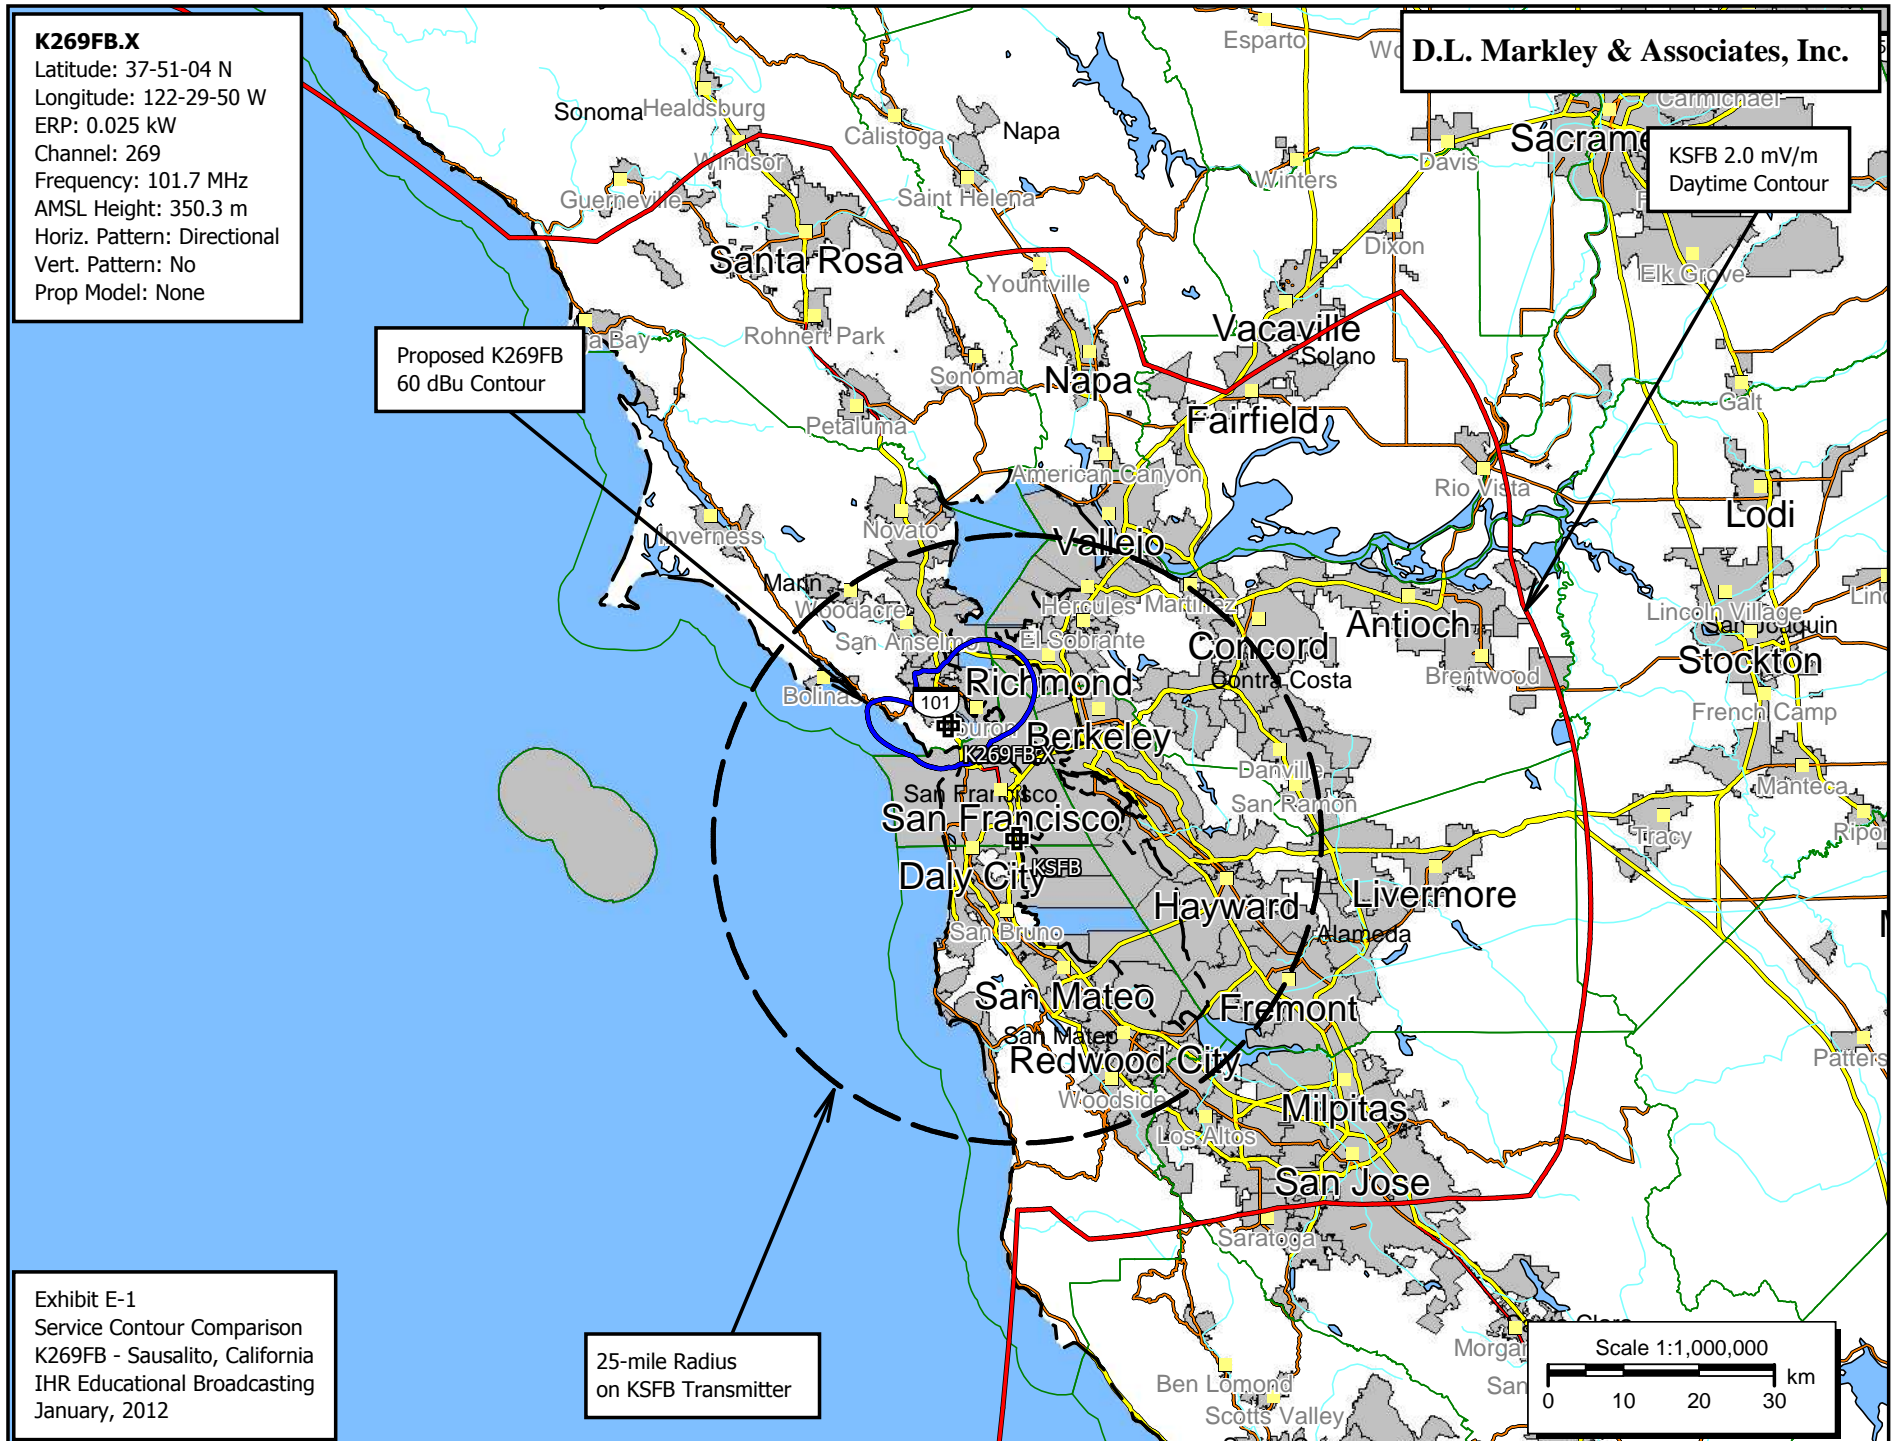 K269FB.X
Latitude: 37-51-04 N
Longitude: 122-29-50 W
ERP: 0.025 kW
Channel: 269
Frequency: 101.7 MHz
AMSL Height: 350.3 m
Horiz. Pattern: Directional
Vert. Pattern: No
Prop Model: None
D.L. Markley & Associates, Inc.
KSFB 2.0 mV/m
Daytime Contour
Proposed K269FB
60 dBu Contour
Esparto
Carmichael
Sonoma
Healdsburg
Calistoga
Napa
Windsor
Davis
Winters
Guerneville
Saint Helena
Dixon
Santa Rosa
Elk Grove
Yountville
Vacaville
Rohnert Park
Solano
Sonoma
Napa
Galt
Petaluma
Fairfield
American Canyon
Rio Vista
Lodi
Novato
Inverness
Vallejo
Marin
Woodacre
Hercules
Martinez
Lincoln Village
San Joaquin
San Anselmo
El Sobrante
Concord
Antioch
Stockton
Bolinas
Richmond
Contra Costa
Brentwood
101
French Camp
Berkeley
K269FB.X
Danville
Manteca
San Francisco
San Ramon
San Francisco
Tracy
Ripon
Daly City
KSFB
Hayward
Livermore
San Bruno
Alameda
San Mateo
Fremont
San Mateo
Redwood City
Patters
Woodside
Milpitas
Los Altos
San Jose
Saratoga
Morgan
San
Ben Lomond
Scotts Valley
25-mile Radius
on KSFB Transmitter
Exhibit E-1
Service Contour Comparison
K269FB - Sausalito, California
IHR Educational Broadcasting
January, 2012
Scale 1:1,000,000
km
0 10 20 30